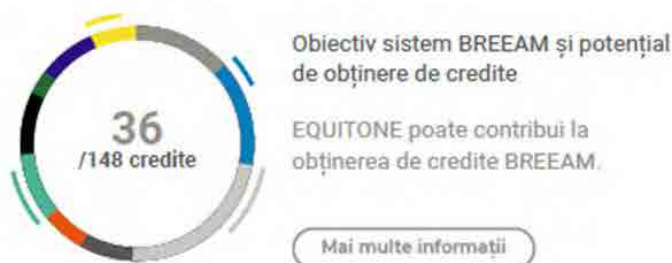 36
/148 credite
Obiectiv sistem BREEAM și potențial
de obținere de credite
EQUITONE poate contribui la
obținerea de credite BREEAM.
Mai multe informații